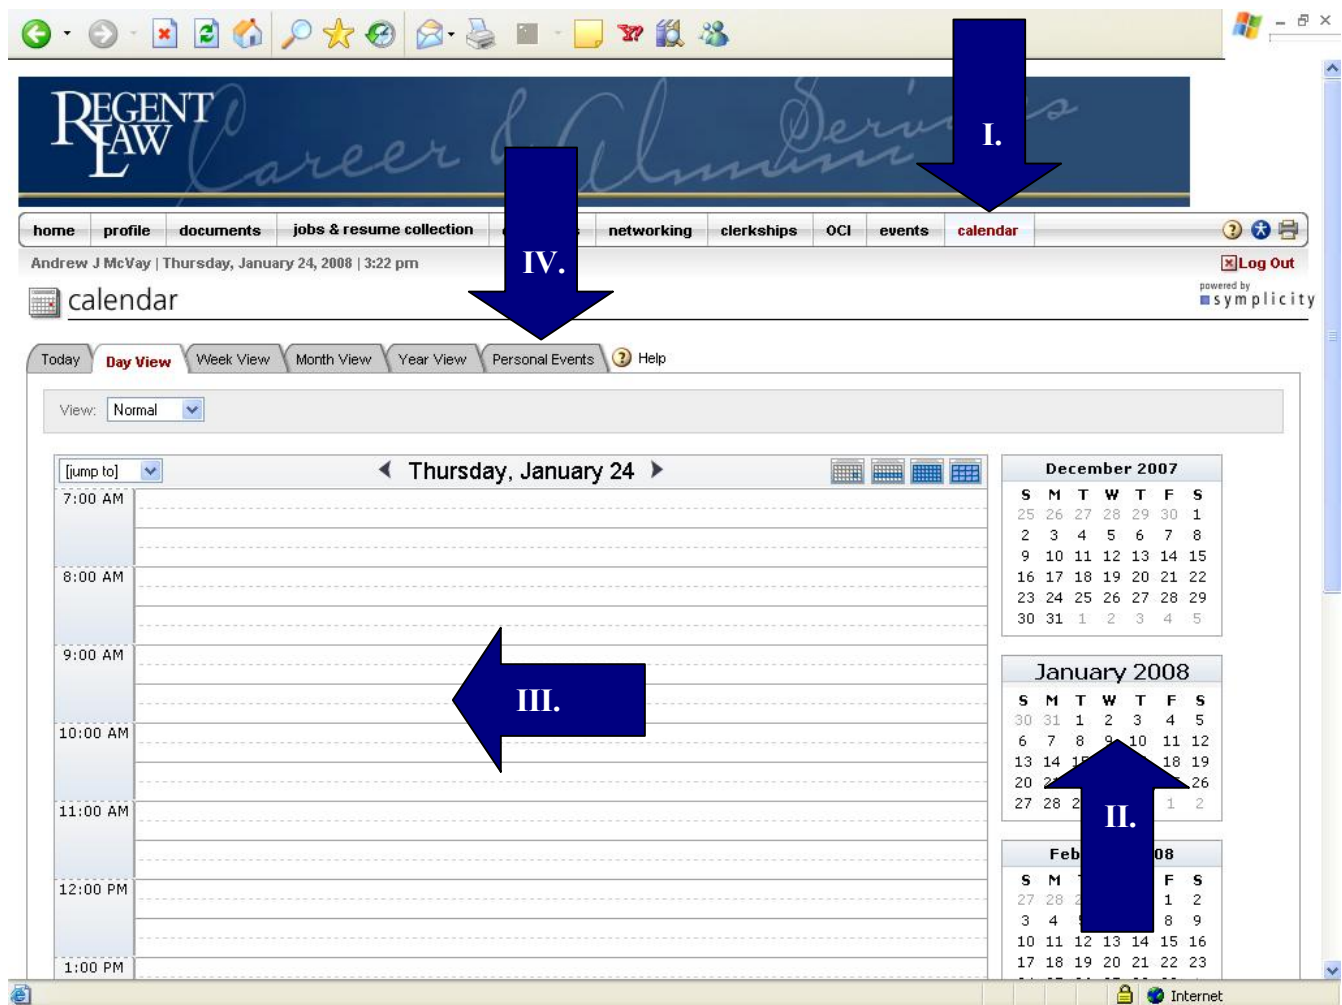 REGENT
LAW
Career & Alumni Services
I.
home profile documents jobs & resume collection networking clerkships OCI events calendar
Andrew J McVay | Thursday, January 24, 2008 | 3:22 pm
IV.
Log Out
calendar
powered by
symplicity
Today Day View Week View Month View Year View Personal Events ? Help
View: Normal
[jump to] Thursday, January 24
7:00 AM
8:00 AM
9:00 AM
III.
10:00 AM
11:00 AM
12:00 PM
1:00 PM
December 2007
S M T W T F S
25 26 27 28 29 30 1
2 3 4 5 6 7 8
9 10 11 12 13 14 15
16 17 18 19 20 21 22
23 24 25 26 27 28 29
30 31 1 2 3 4 5
January 2008
S M T W T F S
30 31 1 2 3 4 5
6 7 8 9 10 11 12
13 14 18 19
20 26
27 28 1 2
II.
S M F S
27 28 1 2
3 4 8 9
10 11 12 13 14 15 16
17 18 19 20 21 22 23
Internet